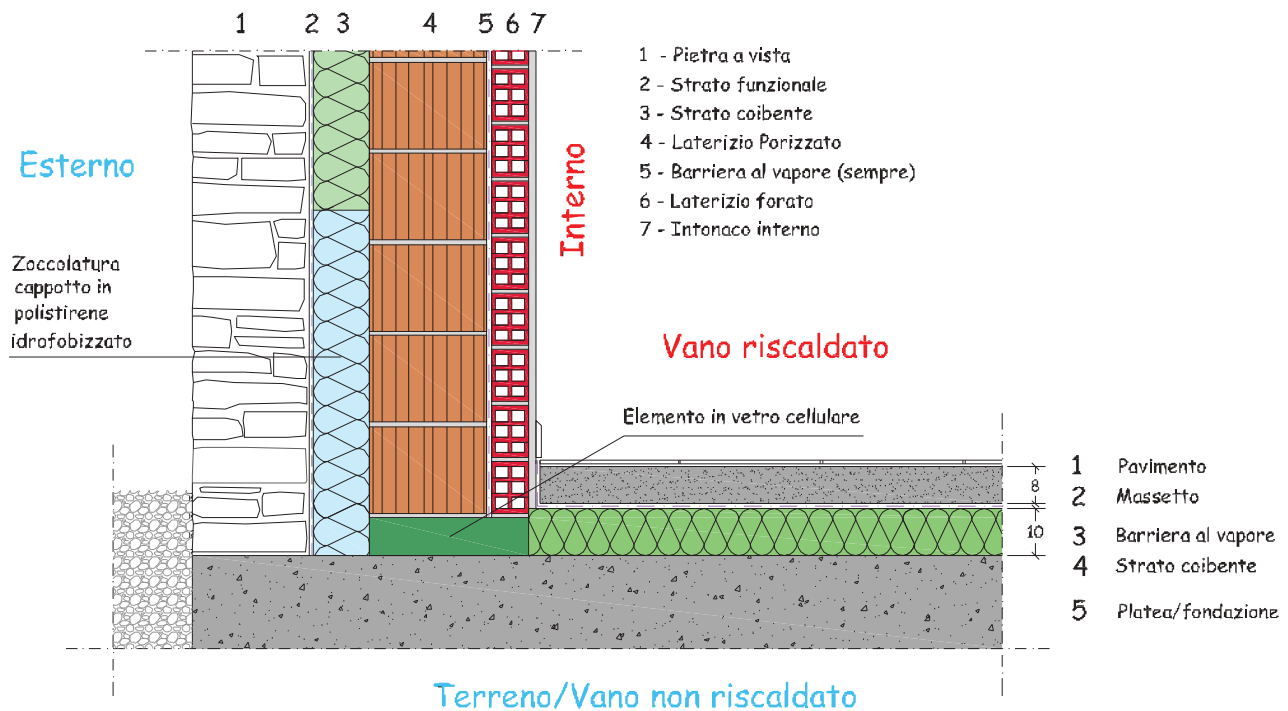 1 2 3 4 5 6 7
1 - Pietra a vista
2 - Strato funzionale
3 - Strato coibente
4 - Laterizio Porizzato
5 - Barriera al vapore (sempre)
6 - Laterizio forato
7 - Intonaco interno
Esterno
Interno
Zoccolatura
cappotto in
polistirene
idrofobizzato
Vano riscaldato
Elemento in vetro cellulare
8
10
1 Pavimento
2 Massetto
3 Barriera al vapore
4 Strato coibente
5 Platea/fondazione
Terreno/Vano non riscaldato